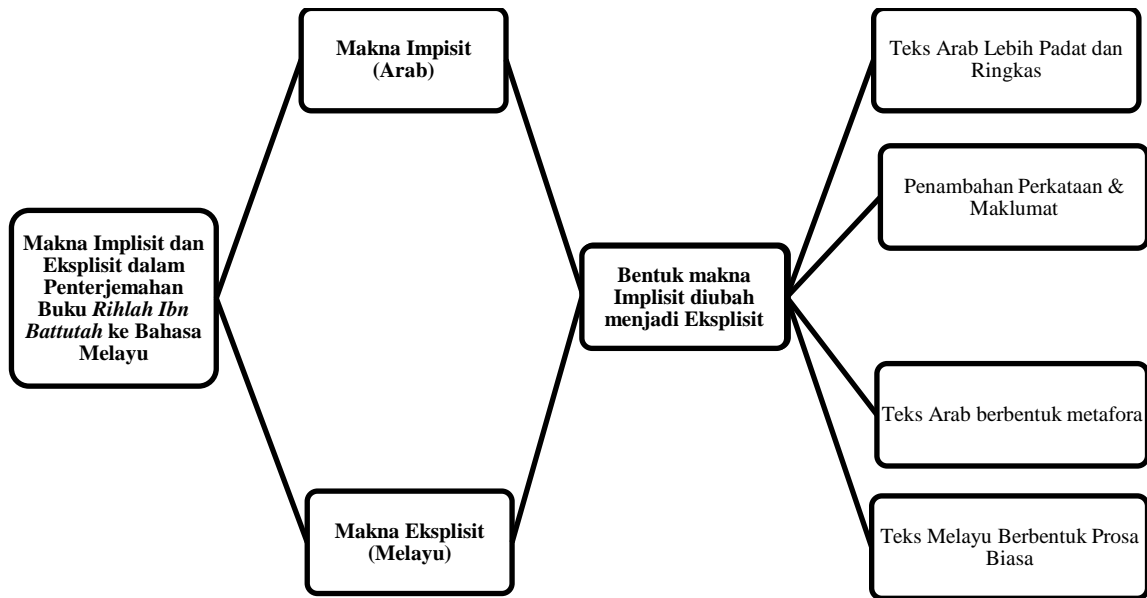 Makna Implisit dan
Eksplisit dalam
Penterjemahan
Buku Rihlah Ibn
Battutah ke Bahasa
Melayu
Makna Impisit
(Arab)
Makna Eksplisit
(Melayu)
Bentuk makna
Implisit diubah
menjadi Eksplisit
Teks Arab Lebih Padat dan
Ringkas
Penambahan Perkataan &
Maklumat
Teks Arab berbentuk metafora
Teks Melayu Berbentuk Prosa
Biasa